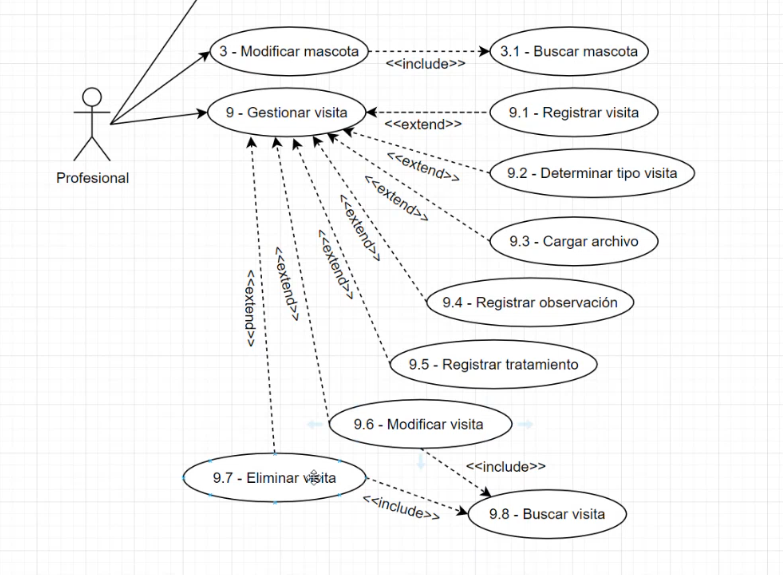 3 - Modificar mascota
<<include>>
3.1 - Buscar mascota
Profesional
9 - Gestionar visita
<<extend>>
9.1 - Registrar visita
<<extend>>
9.2 - Determinar tipo visita
<<extend>>
9.3 - Cargar archivo
<<extend>>
9.4 - Registrar observación
<<extend>>
9.5 - Registrar tratamiento
<<extend>>
9.6 - Modificar visita
<<extend>>
9.7 - Eliminar visita
<<include>>
<<include>>
9.8 - Buscar visita